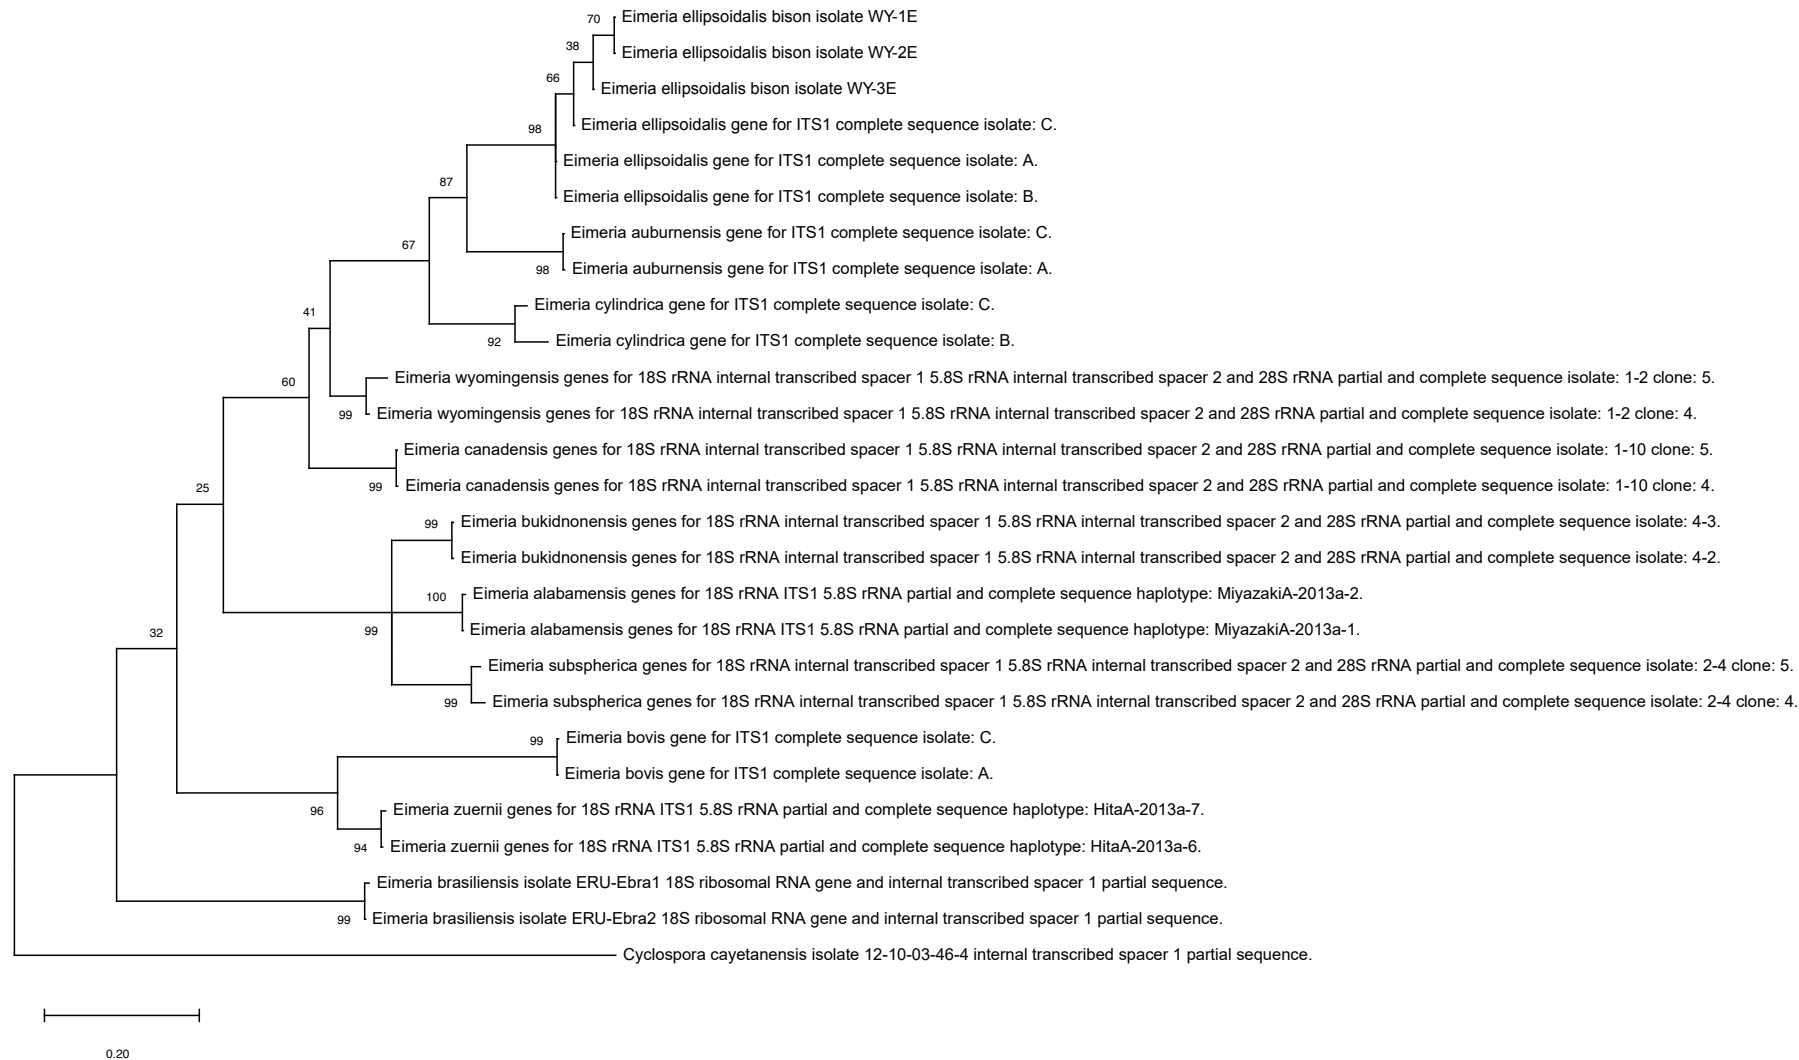 70
Eimeria ellipsoidalis bison isolate WY-1E
38
Eimeria ellipsoidalis bison isolate WY-2E
66
Eimeria ellipsoidalis bison isolate WY-3E
98
Eimeria ellipsoidalis gene for ITS1 complete sequence isolate: C.
Eimeria ellipsoidalis gene for ITS1 complete sequence isolate: A.
87
Eimeria ellipsoidalis gene for ITS1 complete sequence isolate: B.
67
Eimeria auburnensis gene for ITS1 complete sequence isolate: C.
98
Eimeria auburnensis gene for ITS1 complete sequence isolate: A.
41
Eimeria cylindrica gene for ITS1 complete sequence isolate: C.
92
Eimeria cylindrica gene for ITS1 complete sequence isolate: B.
60
Eimeria wyomingensis genes for 18S rRNA internal transcribed spacer 1 5.8S rRNA internal transcribed spacer 2 and 28S rRNA partial and complete sequence isolate: 1-2 clone: 5.
99
Eimeria wyomingensis genes for 18S rRNA internal transcribed spacer 1 5.8S rRNA internal transcribed spacer 2 and 28S rRNA partial and complete sequence isolate: 1-2 clone: 4.
Eimeria canadensis genes for 18S rRNA internal transcribed spacer 1 5.8S rRNA internal transcribed spacer 2 and 28S rRNA partial and complete sequence isolate: 1-10 clone: 5.
25
99
Eimeria canadensis genes for 18S rRNA internal transcribed spacer 1 5.8S rRNA internal transcribed spacer 2 and 28S rRNA partial and complete sequence isolate: 1-10 clone: 4.
99
Eimeria bukidnonensis genes for 18S rRNA internal transcribed spacer 1 5.8S rRNA internal transcribed spacer 2 and 28S rRNA partial and complete sequence isolate: 4-3.
Eimeria bukidnonensis genes for 18S rRNA internal transcribed spacer 1 5.8S rRNA internal transcribed spacer 2 and 28S rRNA partial and complete sequence isolate: 4-2.
100
Eimeria alabamensis genes for 18S rRNA ITS1 5.8S rRNA partial and complete sequence haplotype: MiyazakiA-2013a-2.
32
99
Eimeria alabamensis genes for 18S rRNA ITS1 5.8S rRNA partial and complete sequence haplotype: MiyazakiA-2013a-1.
Eimeria subspherica genes for 18S rRNA internal transcribed spacer 1 5.8S rRNA internal transcribed spacer 2 and 28S rRNA partial and complete sequence isolate: 2-4 clone: 5.
99
Eimeria subspherica genes for 18S rRNA internal transcribed spacer 1 5.8S rRNA internal transcribed spacer 2 and 28S rRNA partial and complete sequence isolate: 2-4 clone: 4.
99
Eimeria bovis gene for ITS1 complete sequence isolate: C.
Eimeria bovis gene for ITS1 complete sequence isolate: A.
96
Eimeria zuernii genes for 18S rRNA ITS1 5.8S rRNA partial and complete sequence haplotype: HitaA-2013a-7.
94
Eimeria zuernii genes for 18S rRNA ITS1 5.8S rRNA partial and complete sequence haplotype: HitaA-2013a-6.
Eimeria brasiliensis isolate ERU-Ebra1 18S ribosomal RNA gene and internal transcribed spacer 1 partial sequence.
99
Eimeria brasiliensis isolate ERU-Ebra2 18S ribosomal RNA gene and internal transcribed spacer 1 partial sequence.
Cyclospora cayetanensis isolate 12-10-03-46-4 internal transcribed spacer 1 partial sequence.
0.20